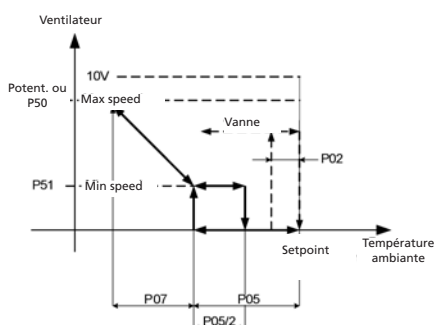 Ventilateur
10V
Potent. ou
P50
Max speed
Vanne
P02
P51
Min speed
Setpoint
Température
ambiante
P07
P05
P05/2